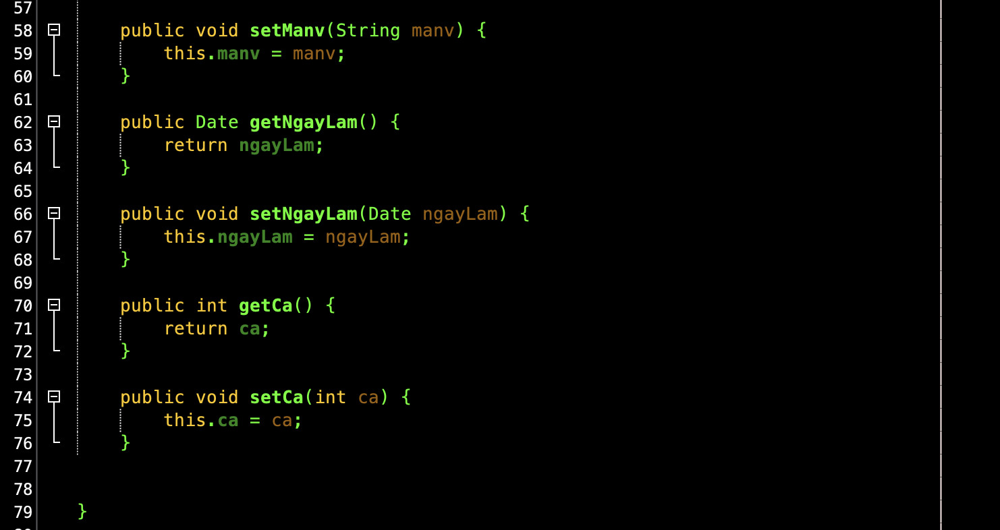 57
58 public void setManv(String manv) {
59 this.manv = manv;
60 }
61
62 public Date getNgayLam() {
63 return ngayLam;
64 }
65
66 public void setNgayLam(Date ngayLam) {
67 this.ngayLam = ngayLam;
68 }
69
70 public int getCa() {
71 return ca;
72 }
73
74 public void setCa(int ca) {
75 this.ca = ca;
76 }
77
78
79 }